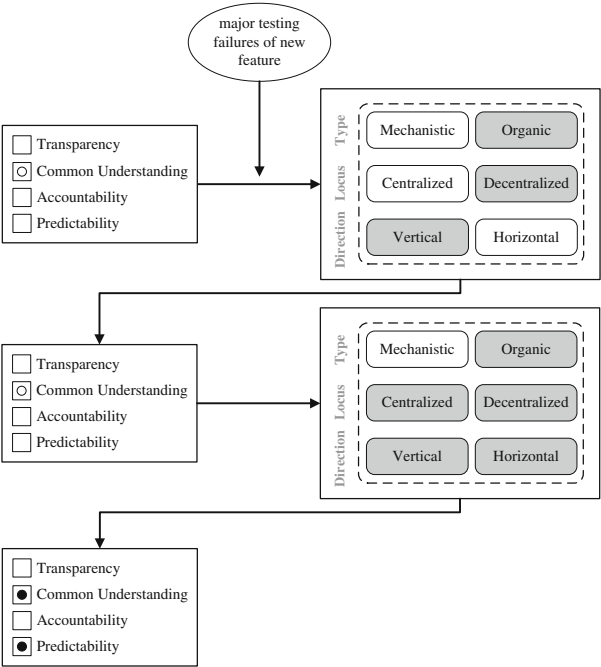 major testing
failures of new
feature
Transparency
Common Understanding
Accountability
Predictability
Type
Mechanistic
Organic
Locus
Centralized
Decentralized
Direction
Vertical
Horizontal
Transparency
Common Understanding
Accountability
Predictability
Type
Mechanistic
Organic
Locus
Centralized
Decentralized
Direction
Vertical
Horizontal
Transparency
Common Understanding
Accountability
Predictability